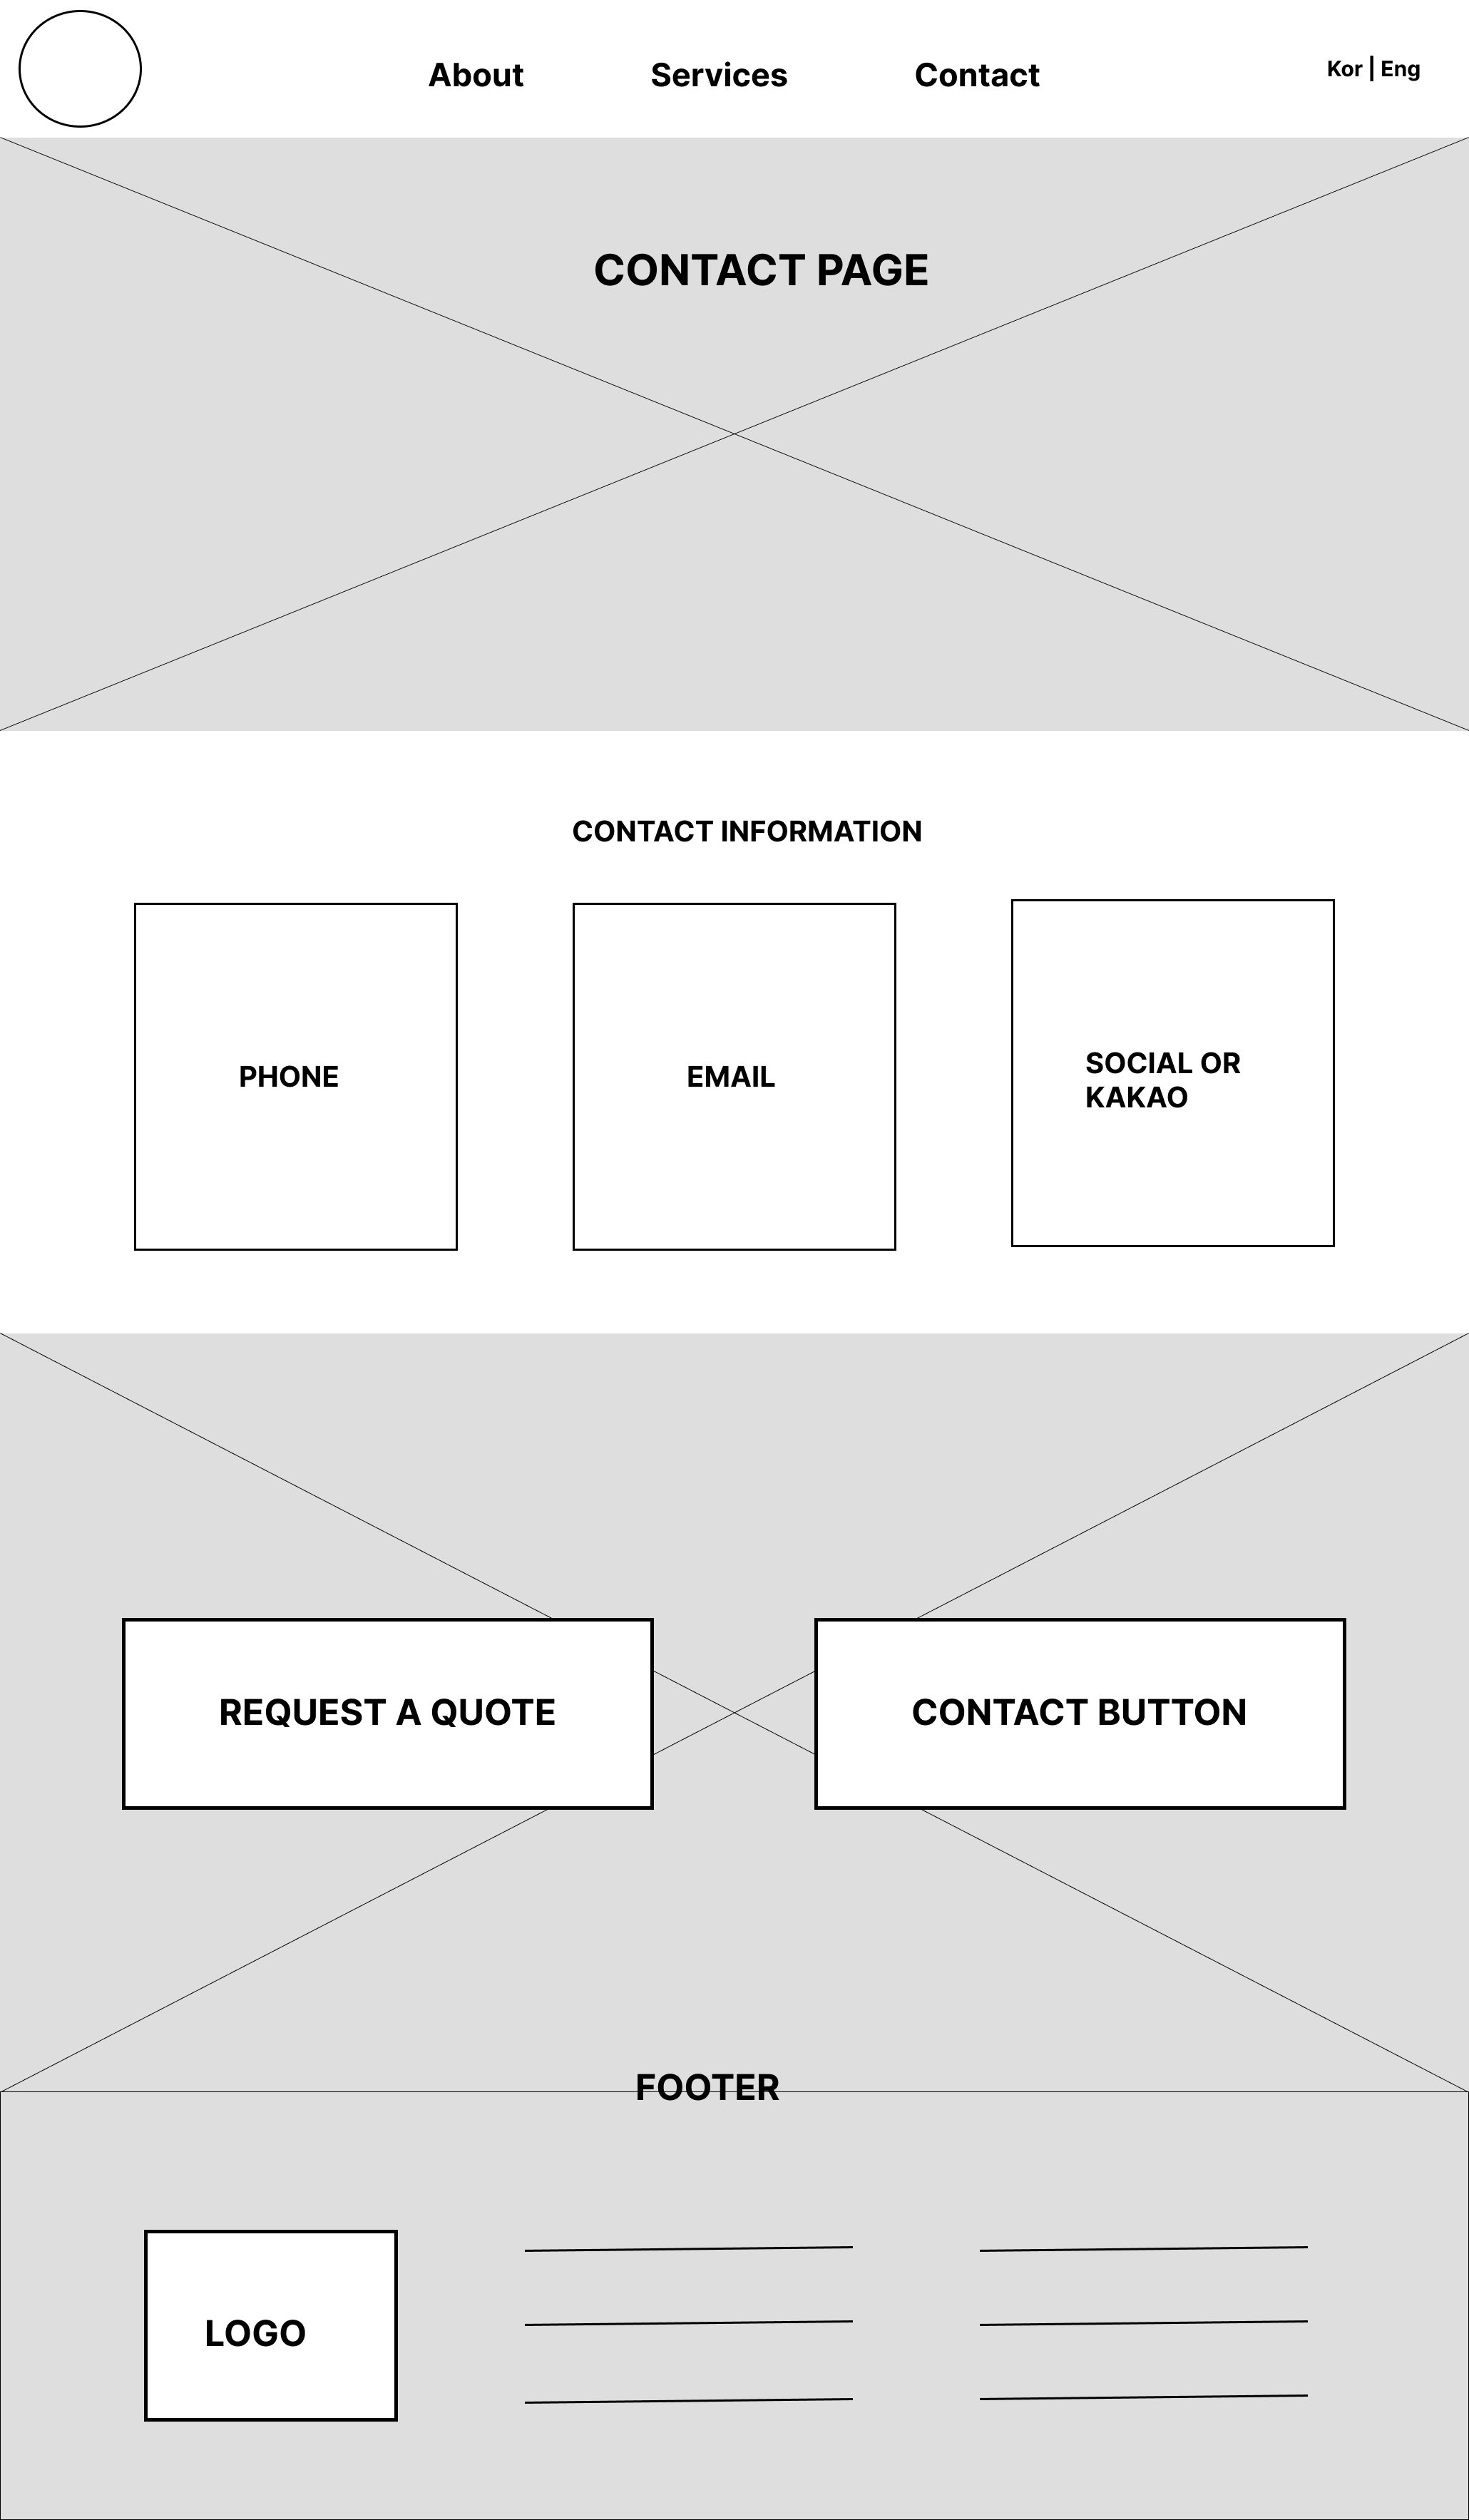 About
Services
Contact
Kor | Eng
CONTACT PAGE
CONTACT INFORMATION
PHONE
EMAIL
SOCIAL OR
KAKAO
REQUEST A QUOTE
CONTACT BUTTON
FOOTER
LOGO